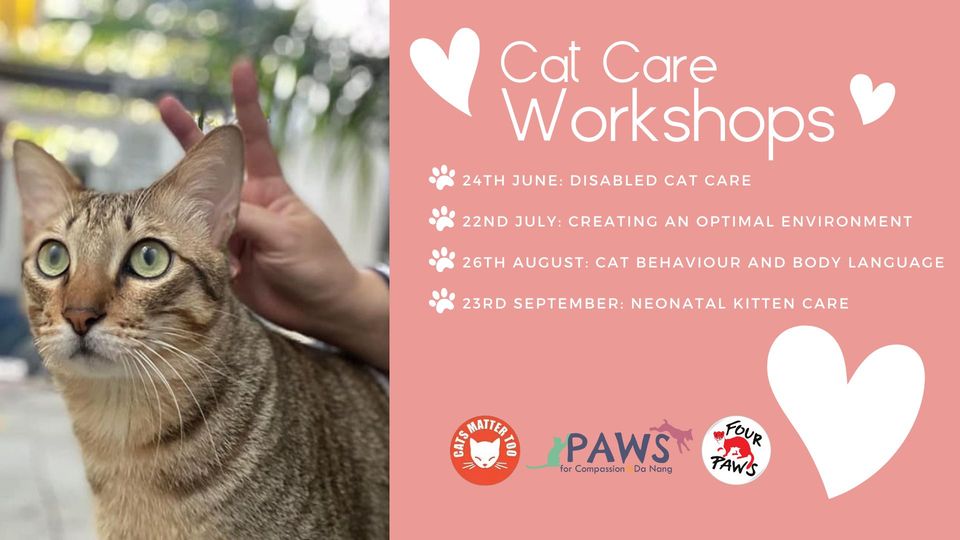 Cat Care
Workshops
24TH JUNE: DISABLED CAT CARE
22ND JULY: CREATING AN OPTIMAL ENVIRONMENT
26TH AUGUST: CAT BEHAVIOUR AND BODY LANGUAGE
23RD SEPTEMBER: NEONATAL KITTEN CARE
CATS MATTER TOO
PAWS
for Compassion Da Nang
FOUR
PAWS